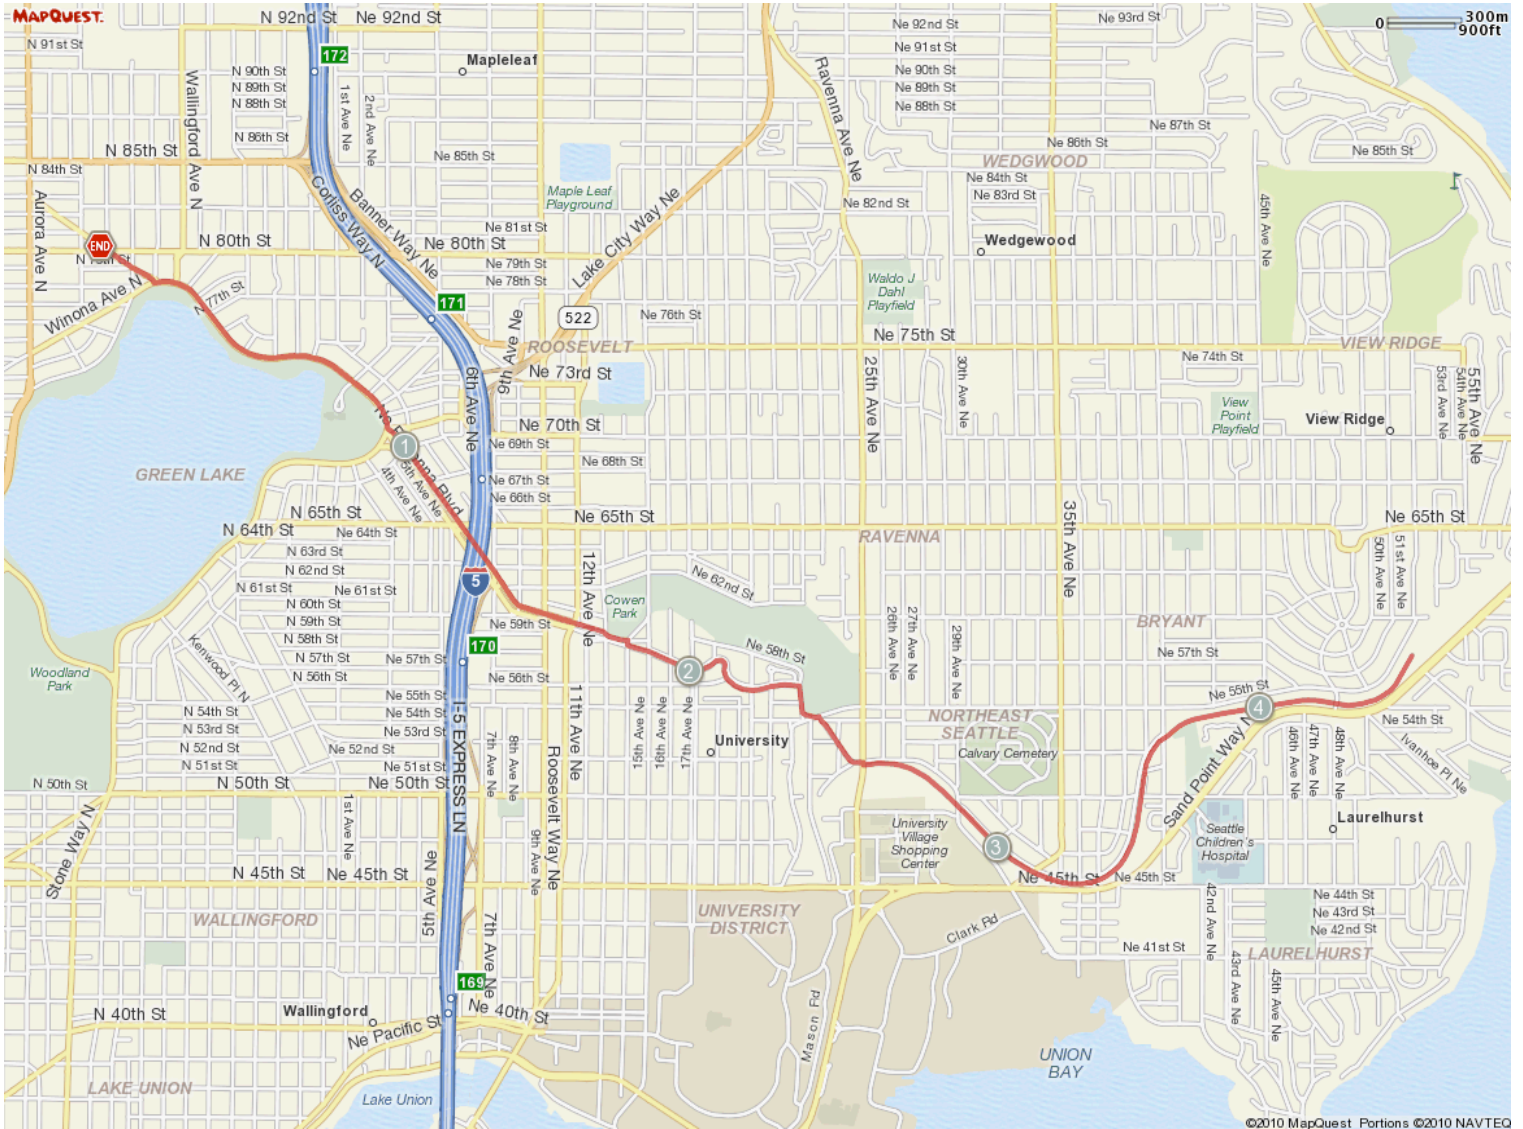 MAPQUEST.
N 92nd St
Ne 92nd St
Ne 92nd St
Ne 93rd St
0
300m
900ft
N 91st St
172
Mapleleaf
Ne 91st St
N 90th St
Ne 90th St
N 89th St
Ne 89th St
N 88th St
Ne 88th St
Wallingford Ave N
1st Ave Ne
2nd Ave Ne
Ravenna Ave Ne
N 86th St
Ne 87th St
Ne 86th St
N 85th St
Ne 85th St
Ne 85th St
N 84th St
WEDGWOOD
Ne 84th St
Ne 83rd St
Ne 82nd St
Maple Leaf
Playground
Aurora Ave N
Corliss Way N
Banner Way Ne
Lake City Way Ne
45th Ave Ne
Ne 81st St
N 80th St
Ne 80th St
Wedgewood
END
Ne 79th St
Ne 78th St
Waldo J
Dahl
Playfield
Winona Ave N
N 77th St
171
522
Ne 76th St
9th Ave Ne
ROOSEVELT
Ne 75th St
VIEW RIDGE
Ne 74th St
Ne 73rd St
6th Ave Ne
25th Ave Ne
30th Ave Ne
53rd Ave Ne
54th Ave Ne
55th Ave Ne
View
Point
Playfield
View Ridge
Ne 70th St
Ne 69th St
1
Ne 68th St
GREEN LAKE
4th Ave Ne
5th Ave Ne
Ne 67th St
Ne 66th St
N 65th St
Ne 65th St
Ne 65th St
N 64th St
Ne 64th St
RAVENNA
35th Ave Ne
50th Ave Ne
51st Ave Ne
N 63rd St
N 62nd St
Ne 62nd St
5
12th Ave Ne
N 61st St
Ne 61st St
N 60th St
Cowen
Park
N 59th St
Ne 59th St
BRYANT
N 58th St
Ne 58th St
26th Ave Ne
27th Ave Ne
29th Ave Ne
Kenwood Pl N
170
N 57th St
Ne 57th St
Ne 57th St
Woodland
Park
N 56th St
Ne 56th St
2
Ne 55th St
Ne 55th St
4
N 54th St
Ne 54th St
Ne 54th St
N 53rd St
Ne 53rd St
NORTHEAST
SEATTLE
N 52nd St
Ne 52nd St
N 51st St
Ne 51st St
Calvary Cemetery
I-5 EXPRESS LN
7th Ave Ne
8th Ave Ne
Roosevelt Way Ne
11th Ave Ne
15th Ave Ne
16th Ave Ne
17th Ave Ne
University
Sand Point Way N
46th Ave Ne
47th Ave Ne
48th Ave Ne
Ivanhoe Pl Ne
N 50th St
N 50th St
Ne 50th St
Stone Way N
1st Ave Ne
9th Ave Ne
University
Village
Shopping
Center
3
Seattle
Children's
Hospital
Laurelhurst
N 45th St
Ne 45th St
Ne 45th St
Ne 45th St
5th Ave Ne
7th Ave Ne
WALLINGFORD
UNIVERSITY
DISTRICT
Clark Rd
42nd Ave Ne
43rd Ave Ne
45th Ave Ne
Ne 44th St
Ne 43rd St
Ne 42nd St
Ne 41st St
LAURELHURST
169
N 40th St
Wallingford
Ne 40th St
Ne Pacific St
Mason Rd
UNION
BAY
LAKE UNION
Lake Union
©2010 MapQuest Portions ©2010 NAVTEQ